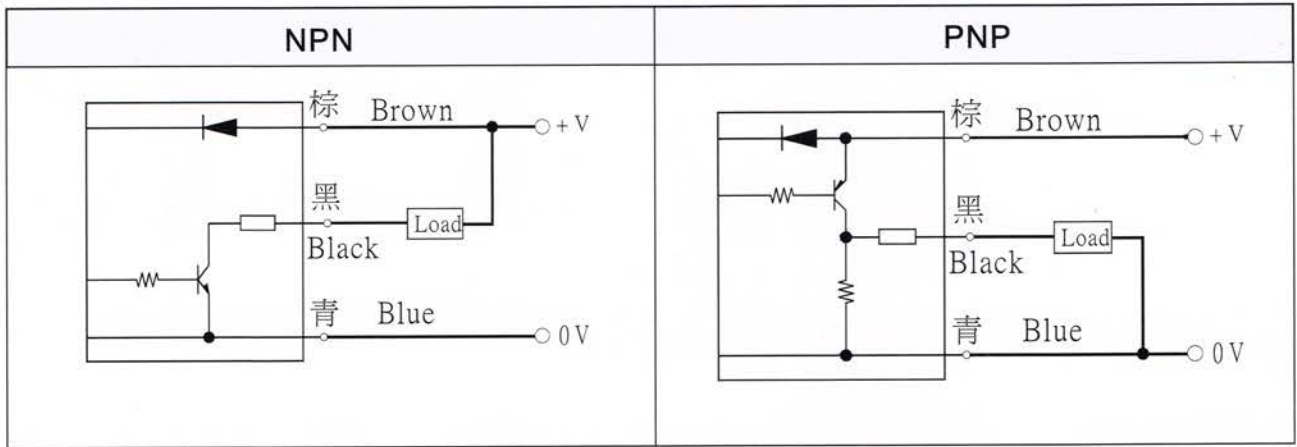 NPN
棕 Brown
+V
黑
Load
Black
青 Blue
0V
PNP
棕 Brown
+V
黑
Load
Black
青 Blue
0V